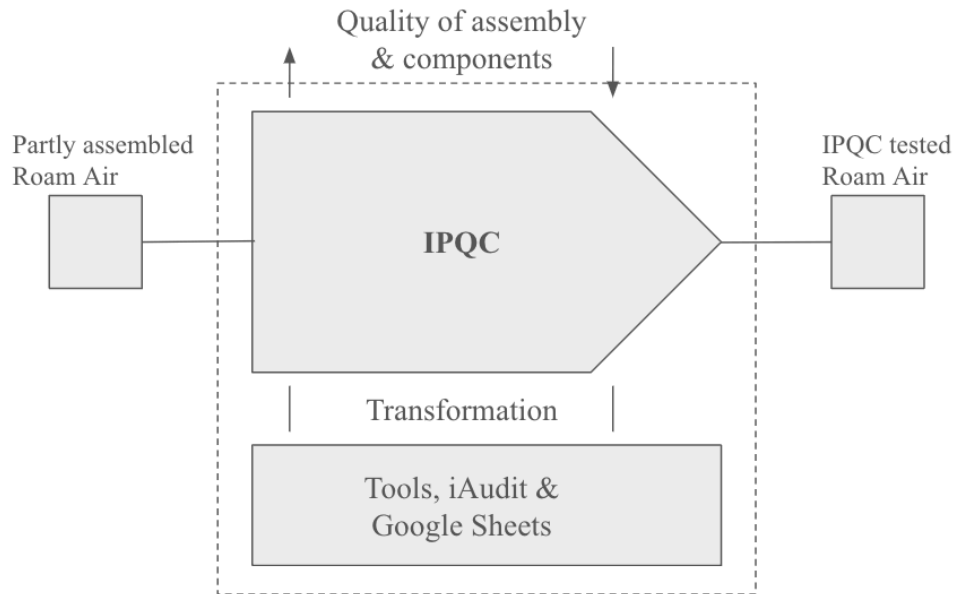 Quality of assembly
& components
Partly assembled
Roam Air
IPQC tested
Roam Air
IPQC
Transformation
Tools, iAudit &
Google Sheets